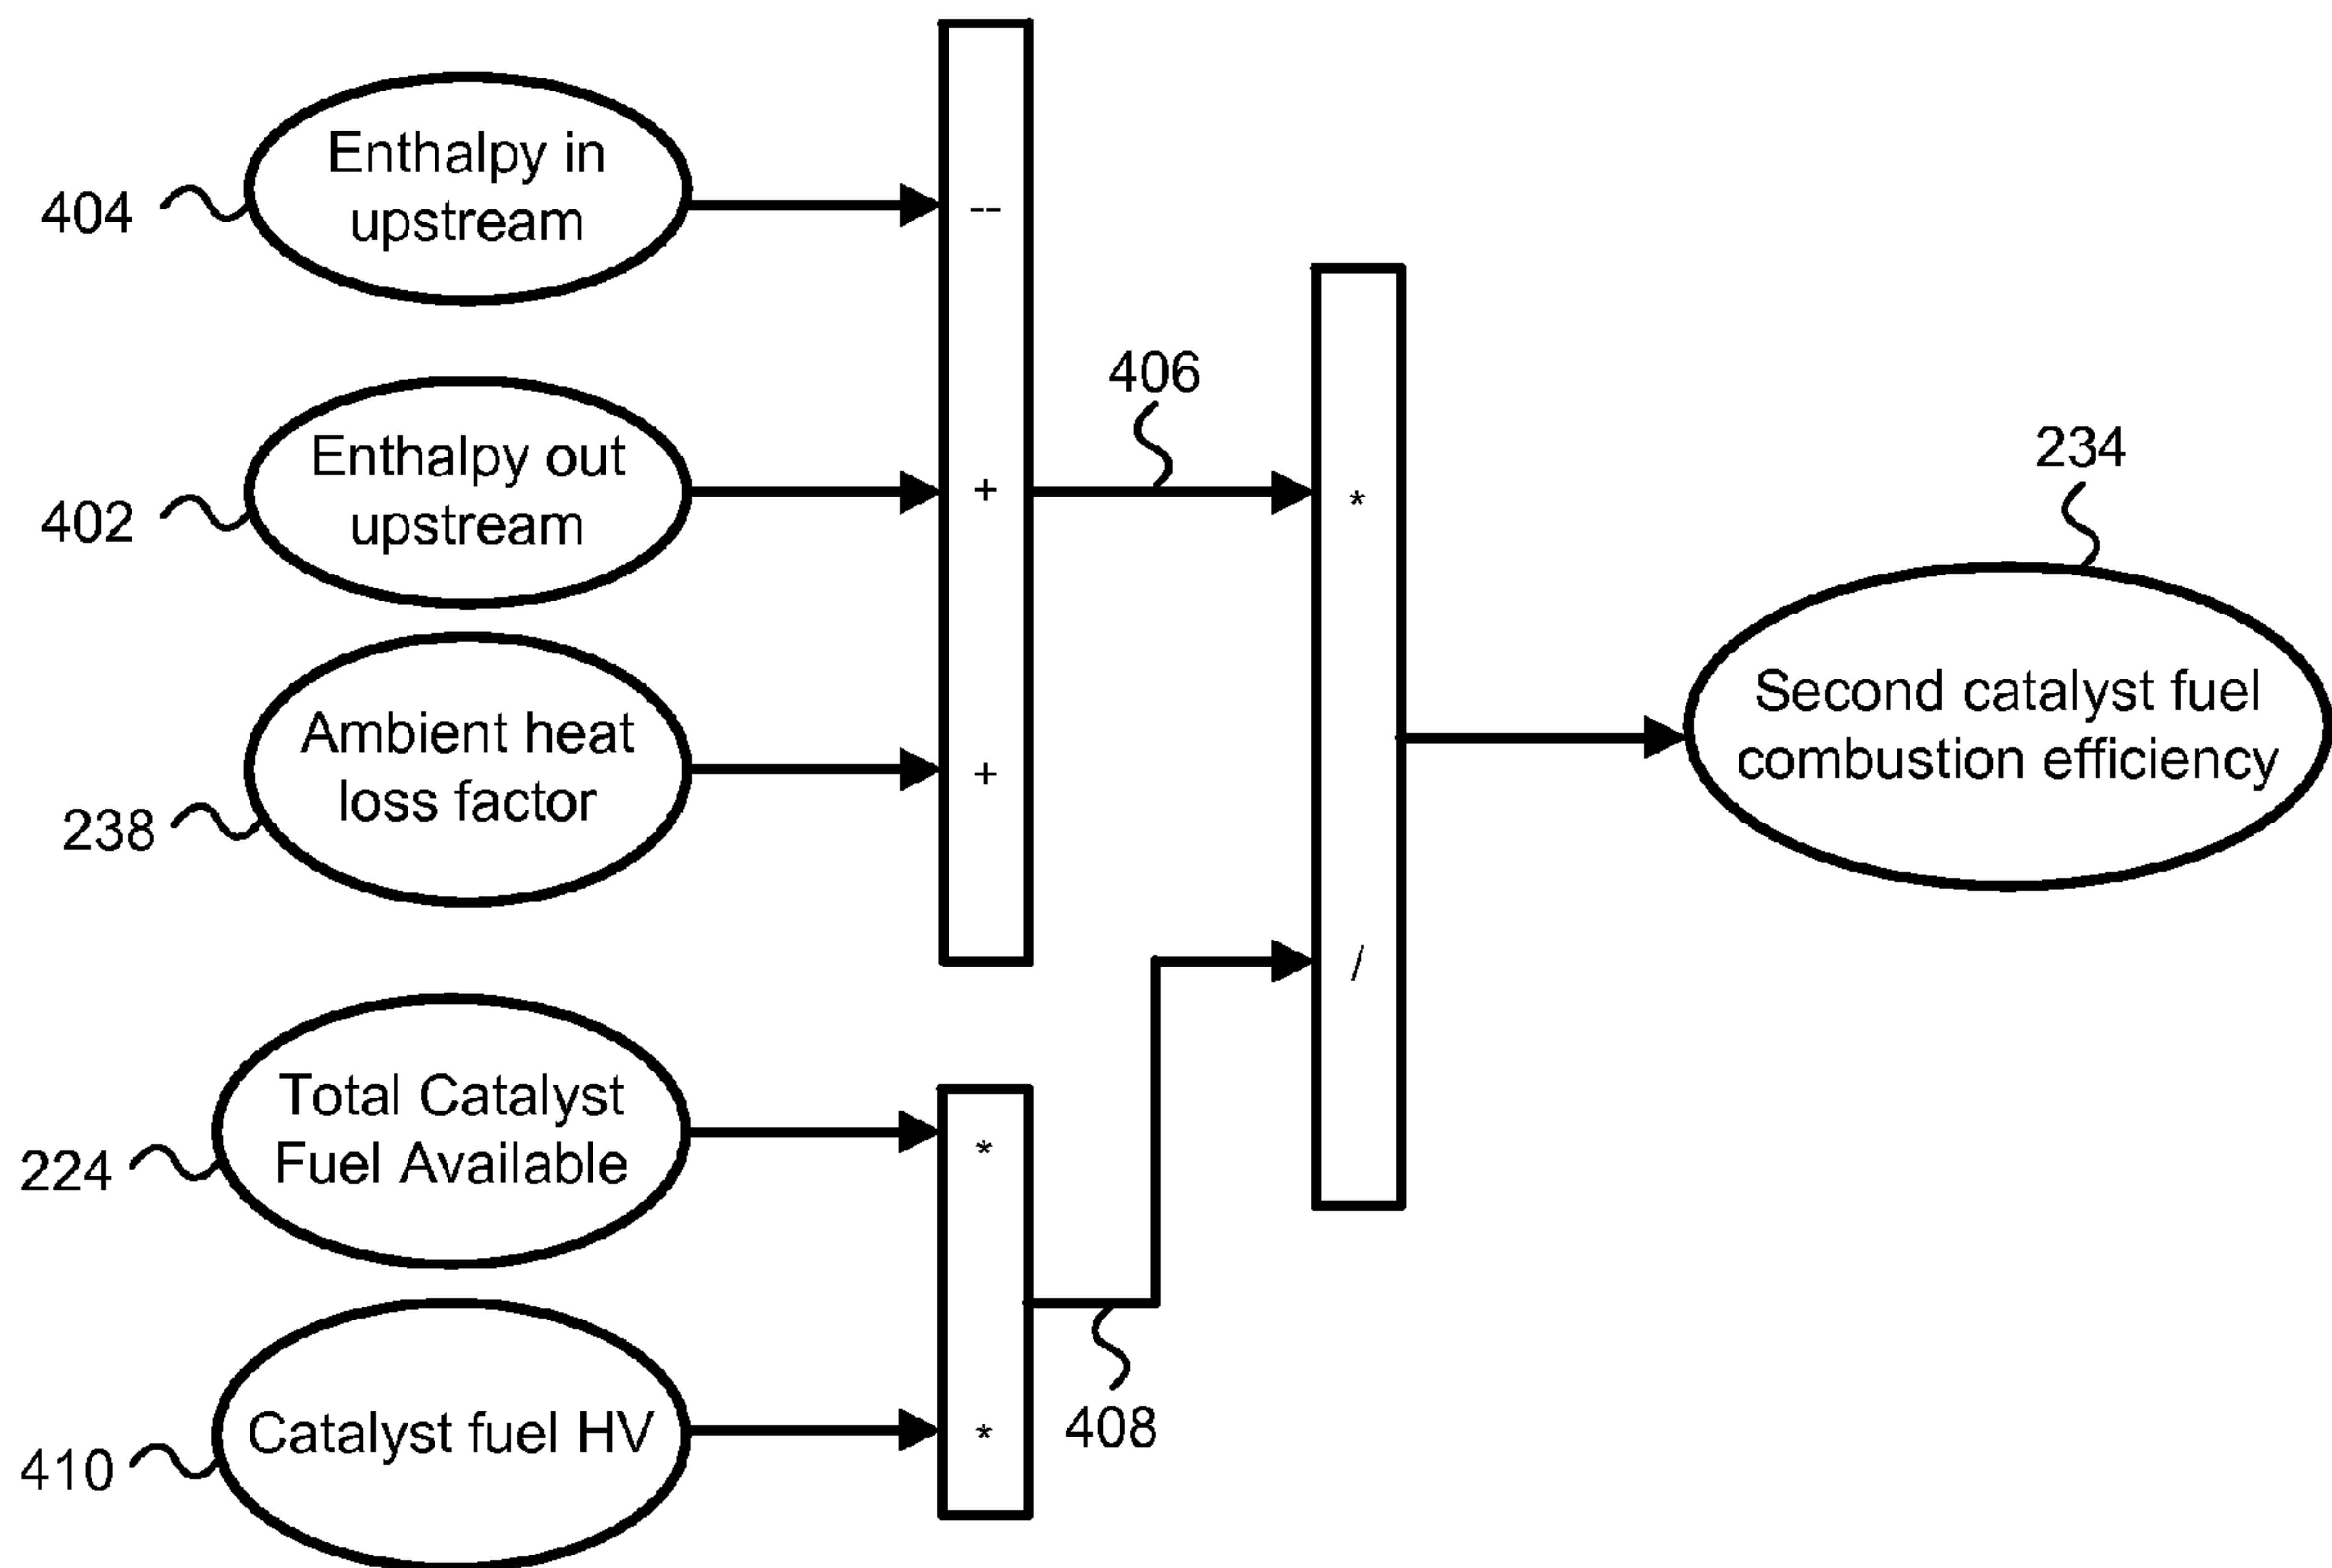 Enthalpy in
upstream
404
--
Enthalpy out
upstream
402
+
406
*
234
Ambient heat
loss factor
238
+
Second catalyst fuel
combustion efficiency
/
Total Catalyst
Fuel Available
224
*
Catalyst fuel HV
410
*
408